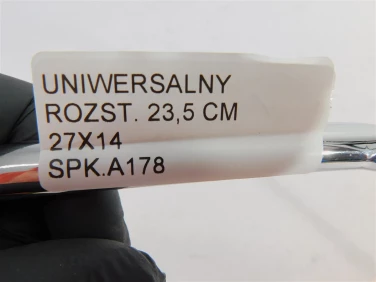 UNIWERSALNY
ROZST. 23,5 CM
27X14
SPK.A178